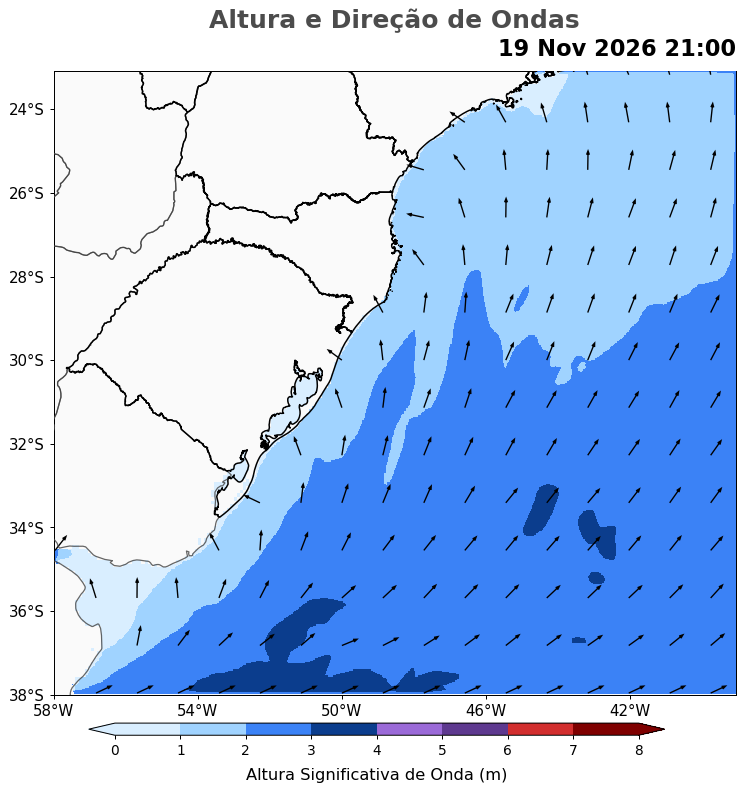 Altura e Direção de Ondas
19 Nov 2026 21:00
24°S
26°S
28°S
30°S
32°S
34°S
36°S
38°S
58°W 54°W 50°W 46°W 42°W
0 1 2 3 4 5 6 7 8
Altura Significativa de Onda (m)